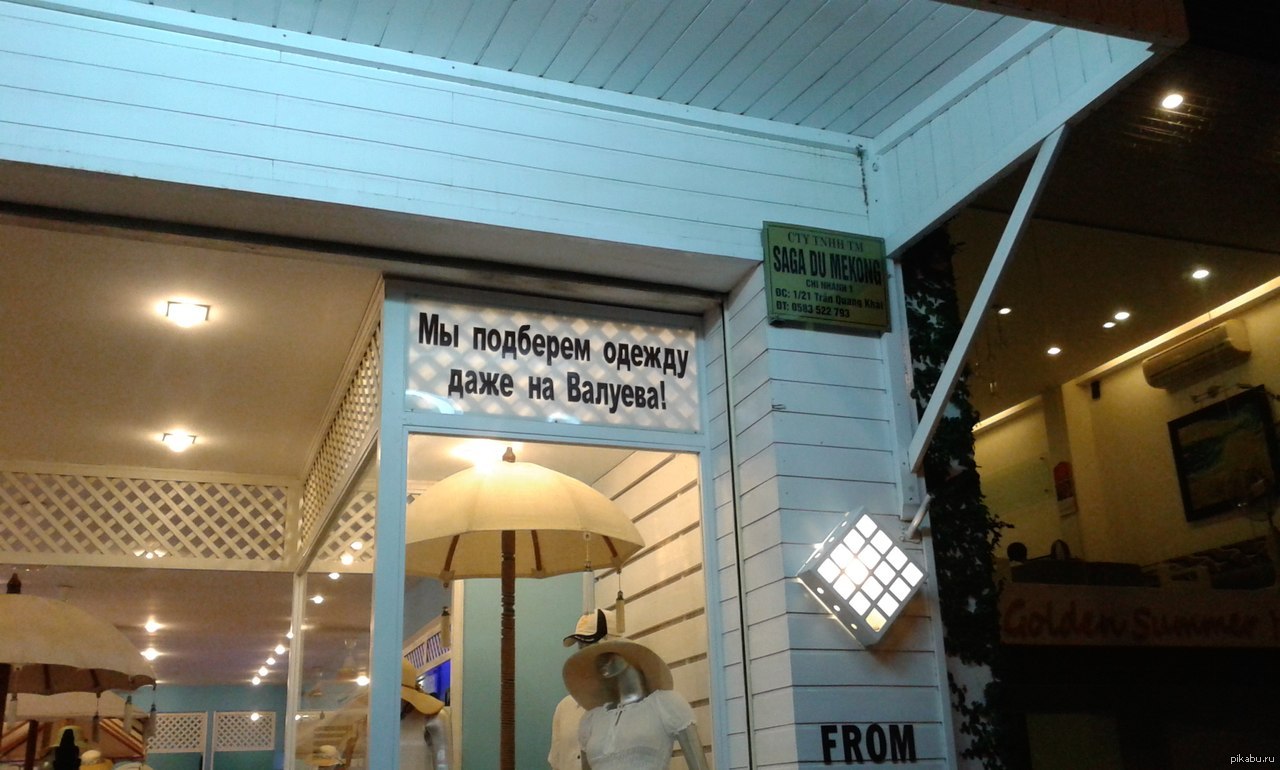 CTY TNHH TM
SAGA DU MEKONG
CHI NHÁNH 1
ĐC: 1/21 Trần Quang Khải
ĐT: 0583 522 793
Мы подберем одежду
даже на Валуева!
Golden Summer
FROM
pikabu.ru